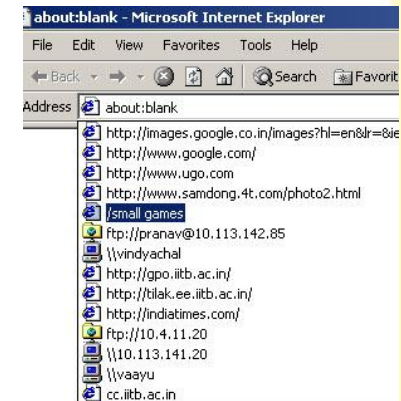 about:blank - Microsoft Internet Explorer
File Edit View Favorites Tools Help
Back Search Favorit
Address about:blank
http://images.google.co.in/images?hl=en&lr=&ie
http://www.google.com/
http://www.ugo.com
http://www.samdong.4t.com/photo2.html
/small games
ftp://pranav@10.113.142.85
\\vindyachal
http://gpo.iitb.ac.in/
http://tilak.ee.iitb.ac.in/
http://indiatimes.com/
ftp://10.4.11.20
\\10.113.141.20
\\vaayu
cc.iitb.ac.in